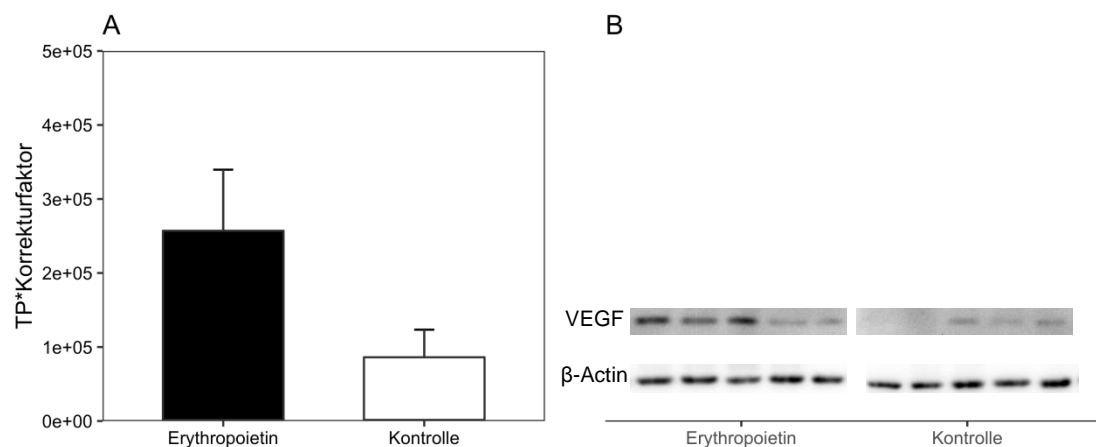 A
5e+05
4e+05
3e+05
2e+05
1e+05
0e+00
TP*Korrekturfaktor
Erythropoietin Kontrolle
B
VEGF
β-Actin
Erythropoietin Kontrolle